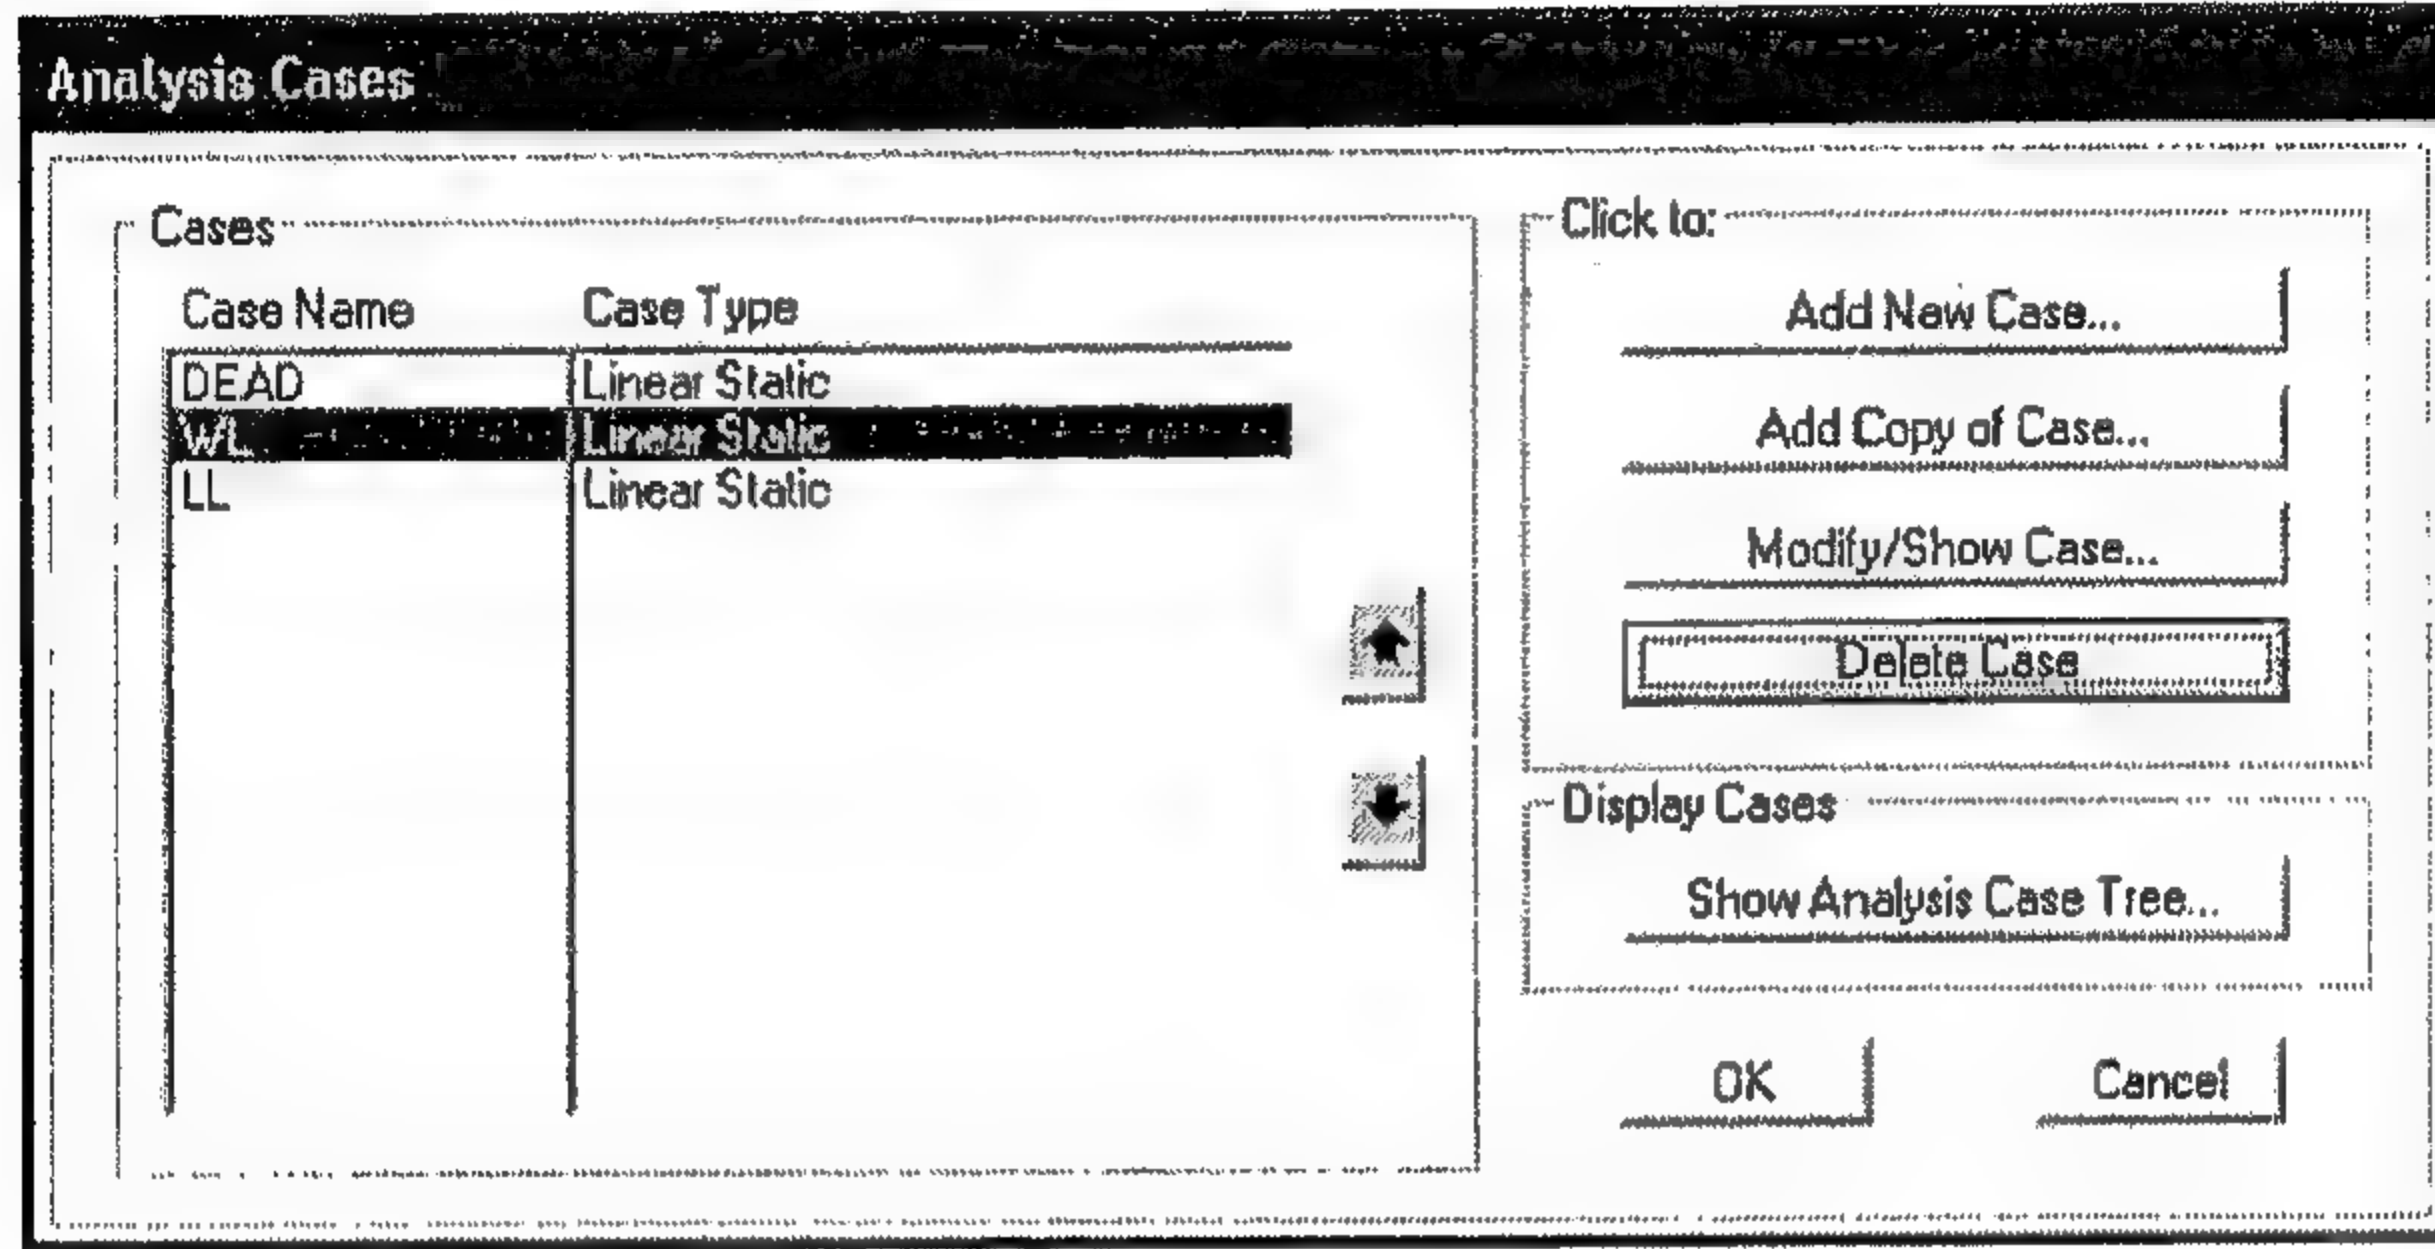 Analysis Cases
Cases
Case Name Case Type
DEAD Linear Static
WL Linear Static
LL Linear Static
Click to:
Add New Case...
Add Copy of Case...
Modify/Show Case...
Delete Case
Display Cases
Show Analysis Case Tree...
OK Cancel